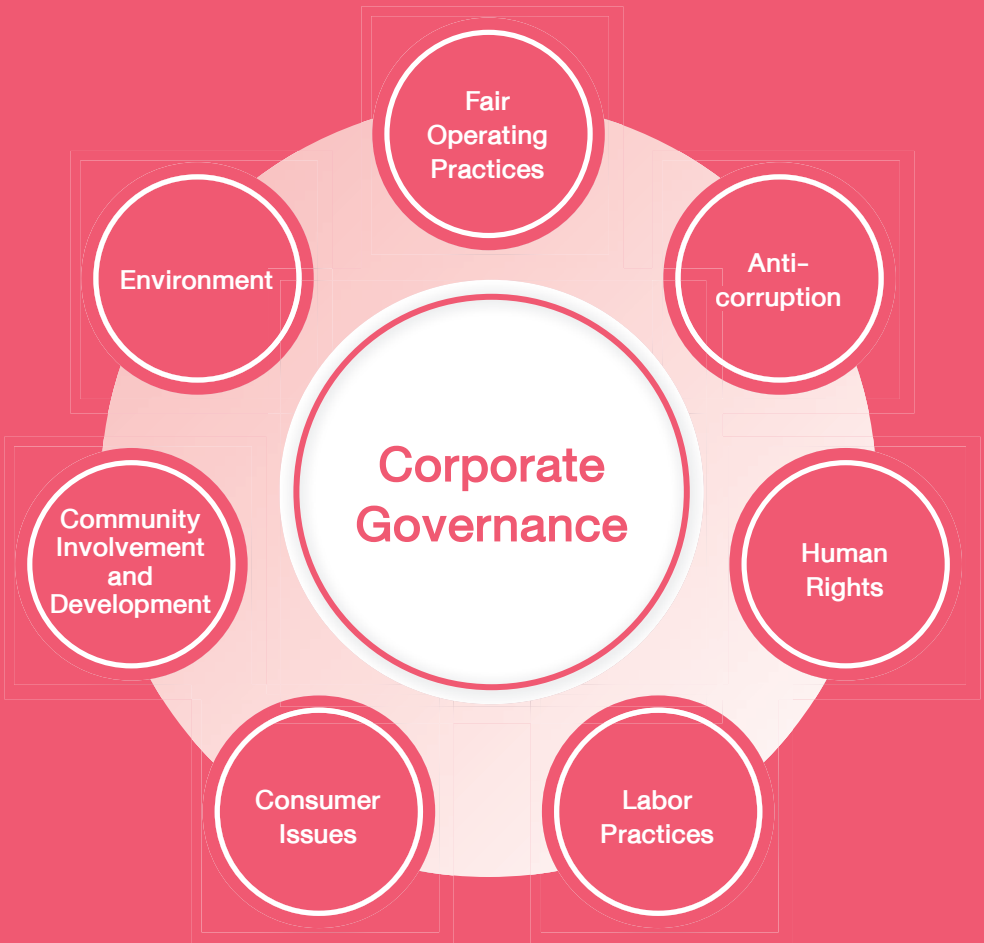 Fair
Operating
Practices
Environment
Anti-
corruption
Corporate
Governance
Community
Involvement
and
Development
Human
Rights
Consumer
Issues
Labor
Practices